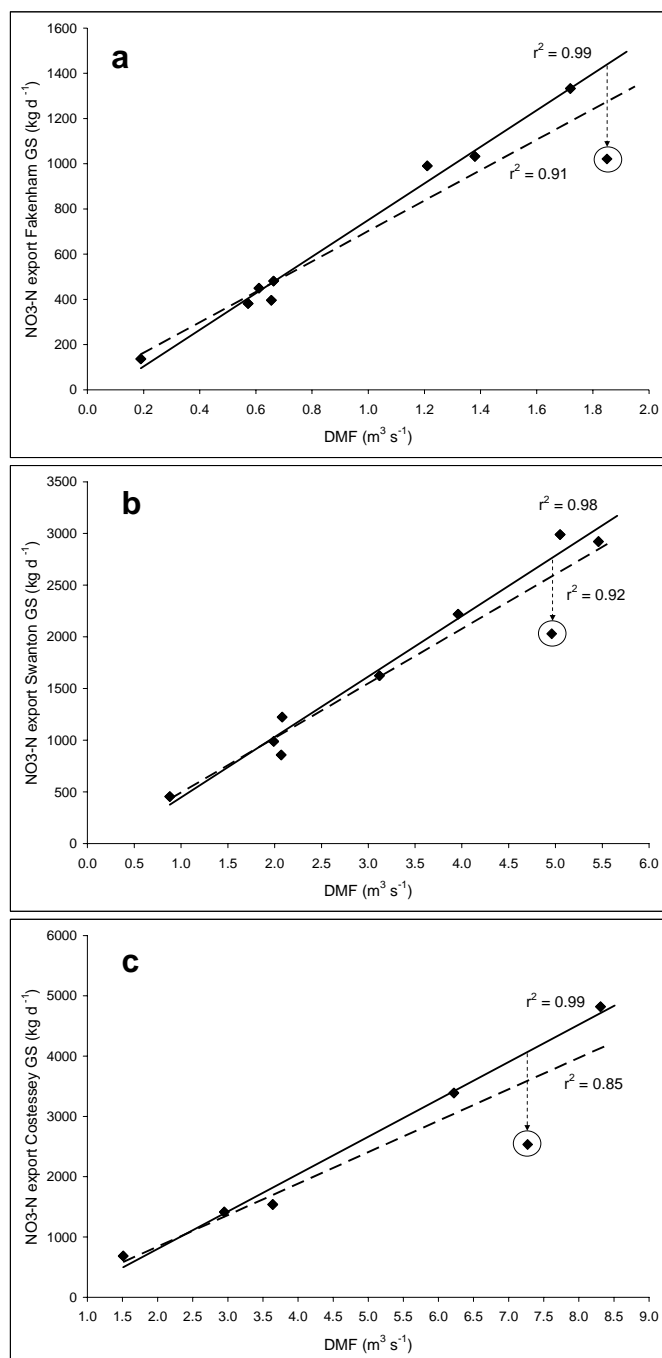 a
NO3-N export Fakenham GS (kg d⁻¹)
1600
1400
1200
1000
800
600
400
200
0
r² = 0.99
r² = 0.91
0.0 0.2 0.4 0.6 0.8 1.0 1.2 1.4 1.6 1.8 2.0
DMF (m³ s⁻¹)
b
NO3-N export Swanton GS (kg d⁻¹)
3500
3000
2500
2000
1500
1000
500
0
r² = 0.98
r² = 0.92
0.0 0.5 1.0 1.5 2.0 2.5 3.0 3.5 4.0 4.5 5.0 5.5 6.0
DMF (m³ s⁻¹)
c
NO3-N export Costessey GS (kg d⁻¹)
6000
5000
4000
3000
2000
1000
0
r² = 0.99
r² = 0.85
1.0 1.5 2.0 2.5 3.0 3.5 4.0 4.5 5.0 5.5 6.0 6.5 7.0 7.5 8.0 8.5 9.0
DMF (m³ s⁻¹)